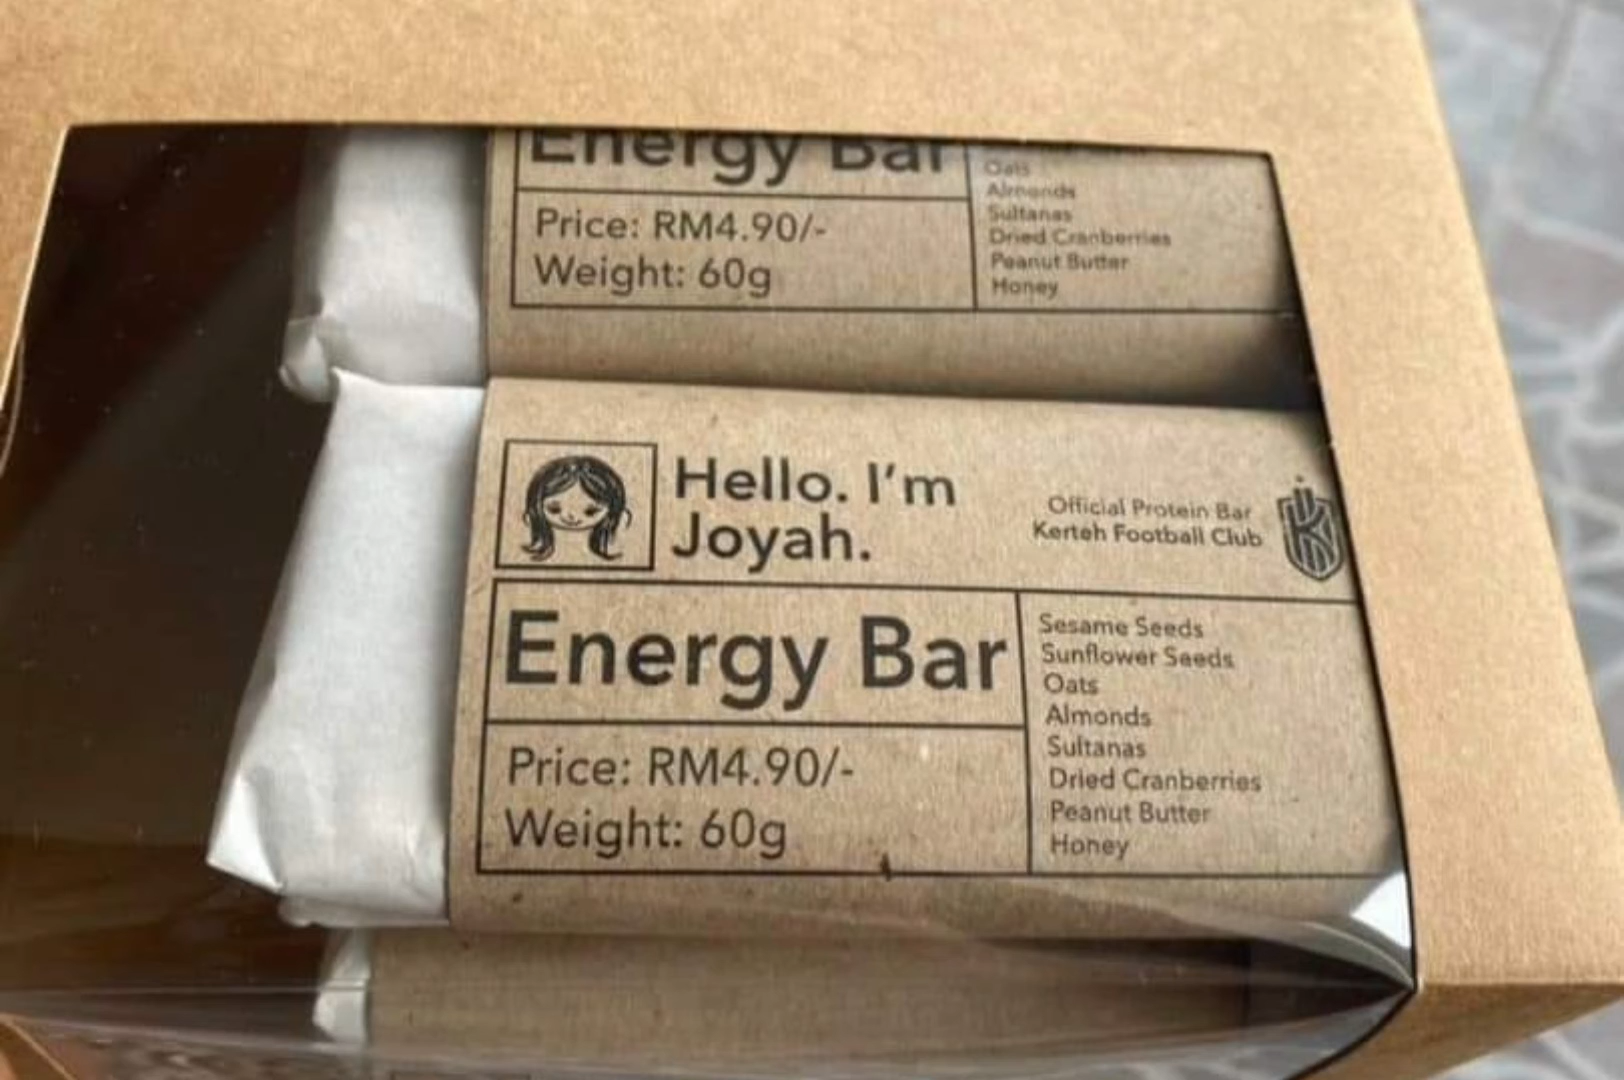 Energy Bar
Price: RM4.90/-
Weight: 60g
Oats
Almonds
Sultanas
Dried Cranberries
Peanut Butter
Honey
Hello. I'm
Joyah.
Official Protein Bar
Kerteh Football Club
Energy Bar
Price: RM4.90/-
Weight: 60g
Sesame Seeds
Sunflower Seeds
Oats
Almonds
Sultanas
Dried Cranberries
Peanut Butter
Honey